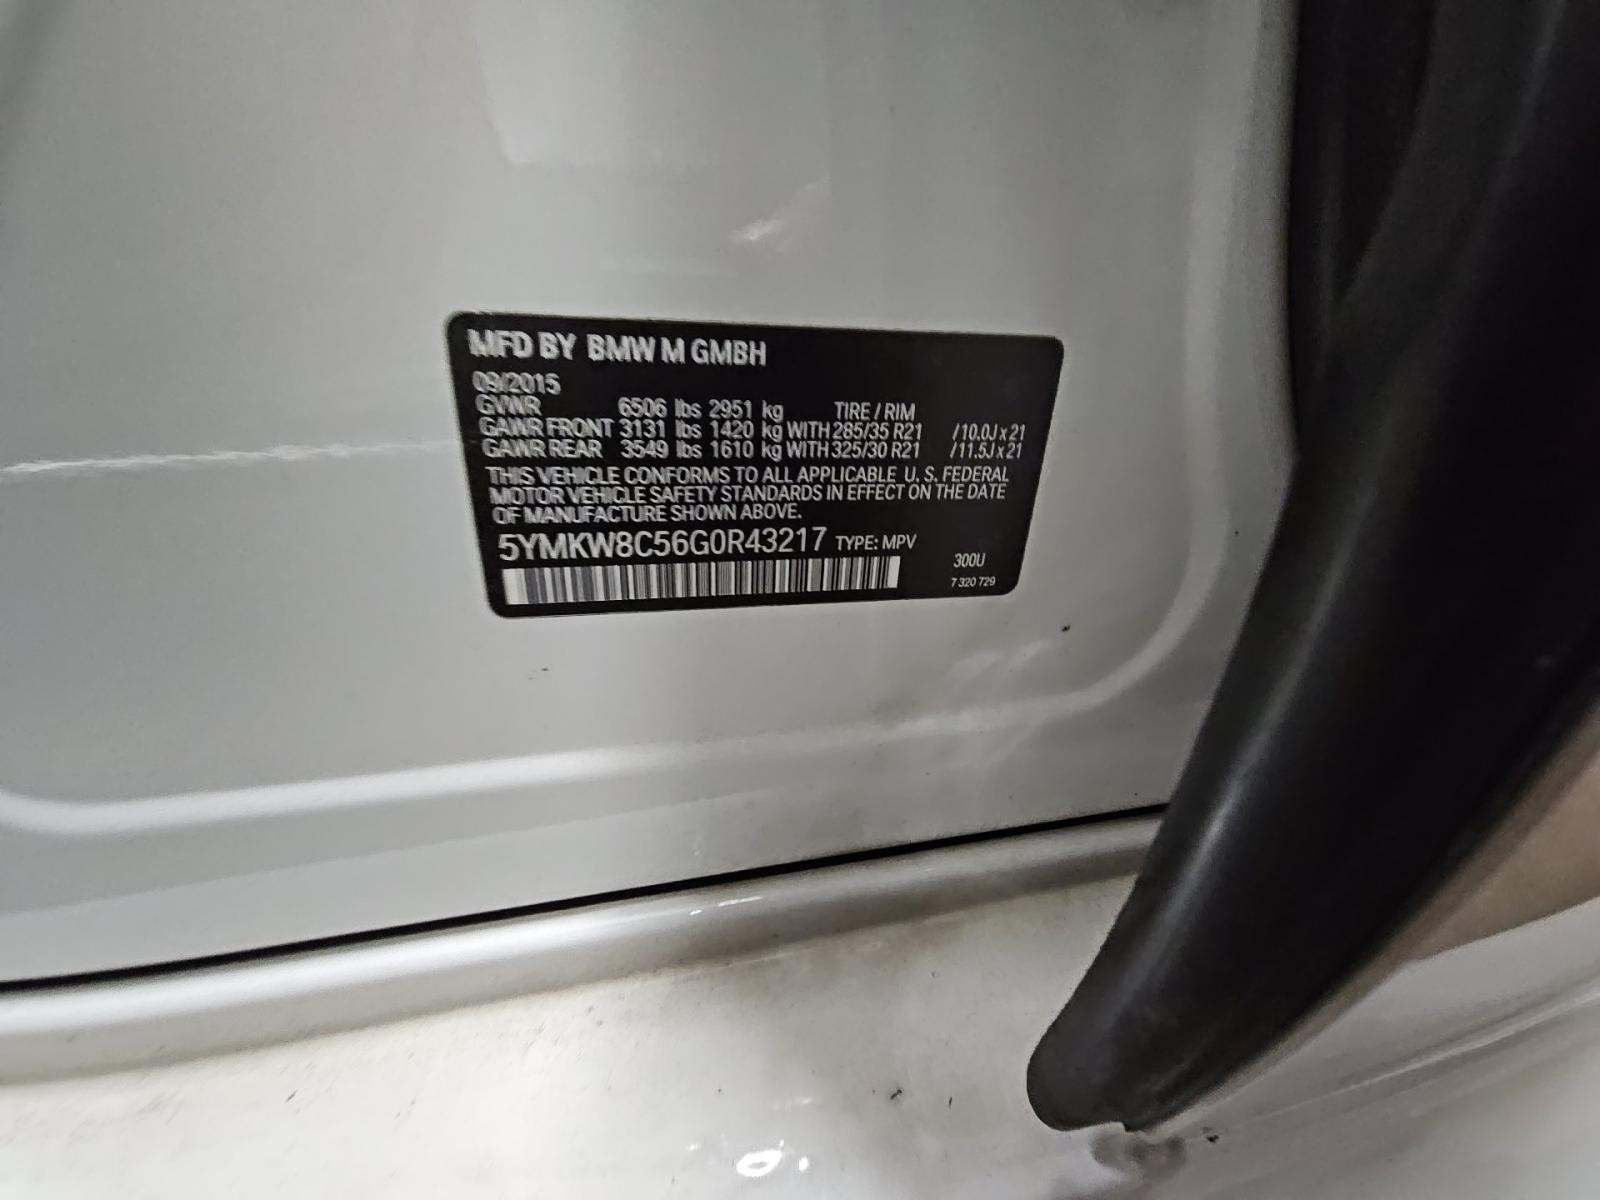 MFD BY BMW M GMBH
09/2015
GVWR 6506 lbs 2951 kg TIRE / RIM
GAWR FRONT 3131 lbs 1420 kg WITH 285/35 R21 /10.0J x 21
GAWR REAR 3549 lbs 1610 kg WITH 325/30 R21 /11.5J x 21
THIS VEHICLE CONFORMS TO ALL APPLICABLE U. S. FEDERAL
MOTOR VEHICLE SAFETY STANDARDS IN EFFECT ON THE DATE
OF MANUFACTURE SHOWN ABOVE.
5YMKW8C56G0R43217 TYPE: MPV
300U
7 320 729